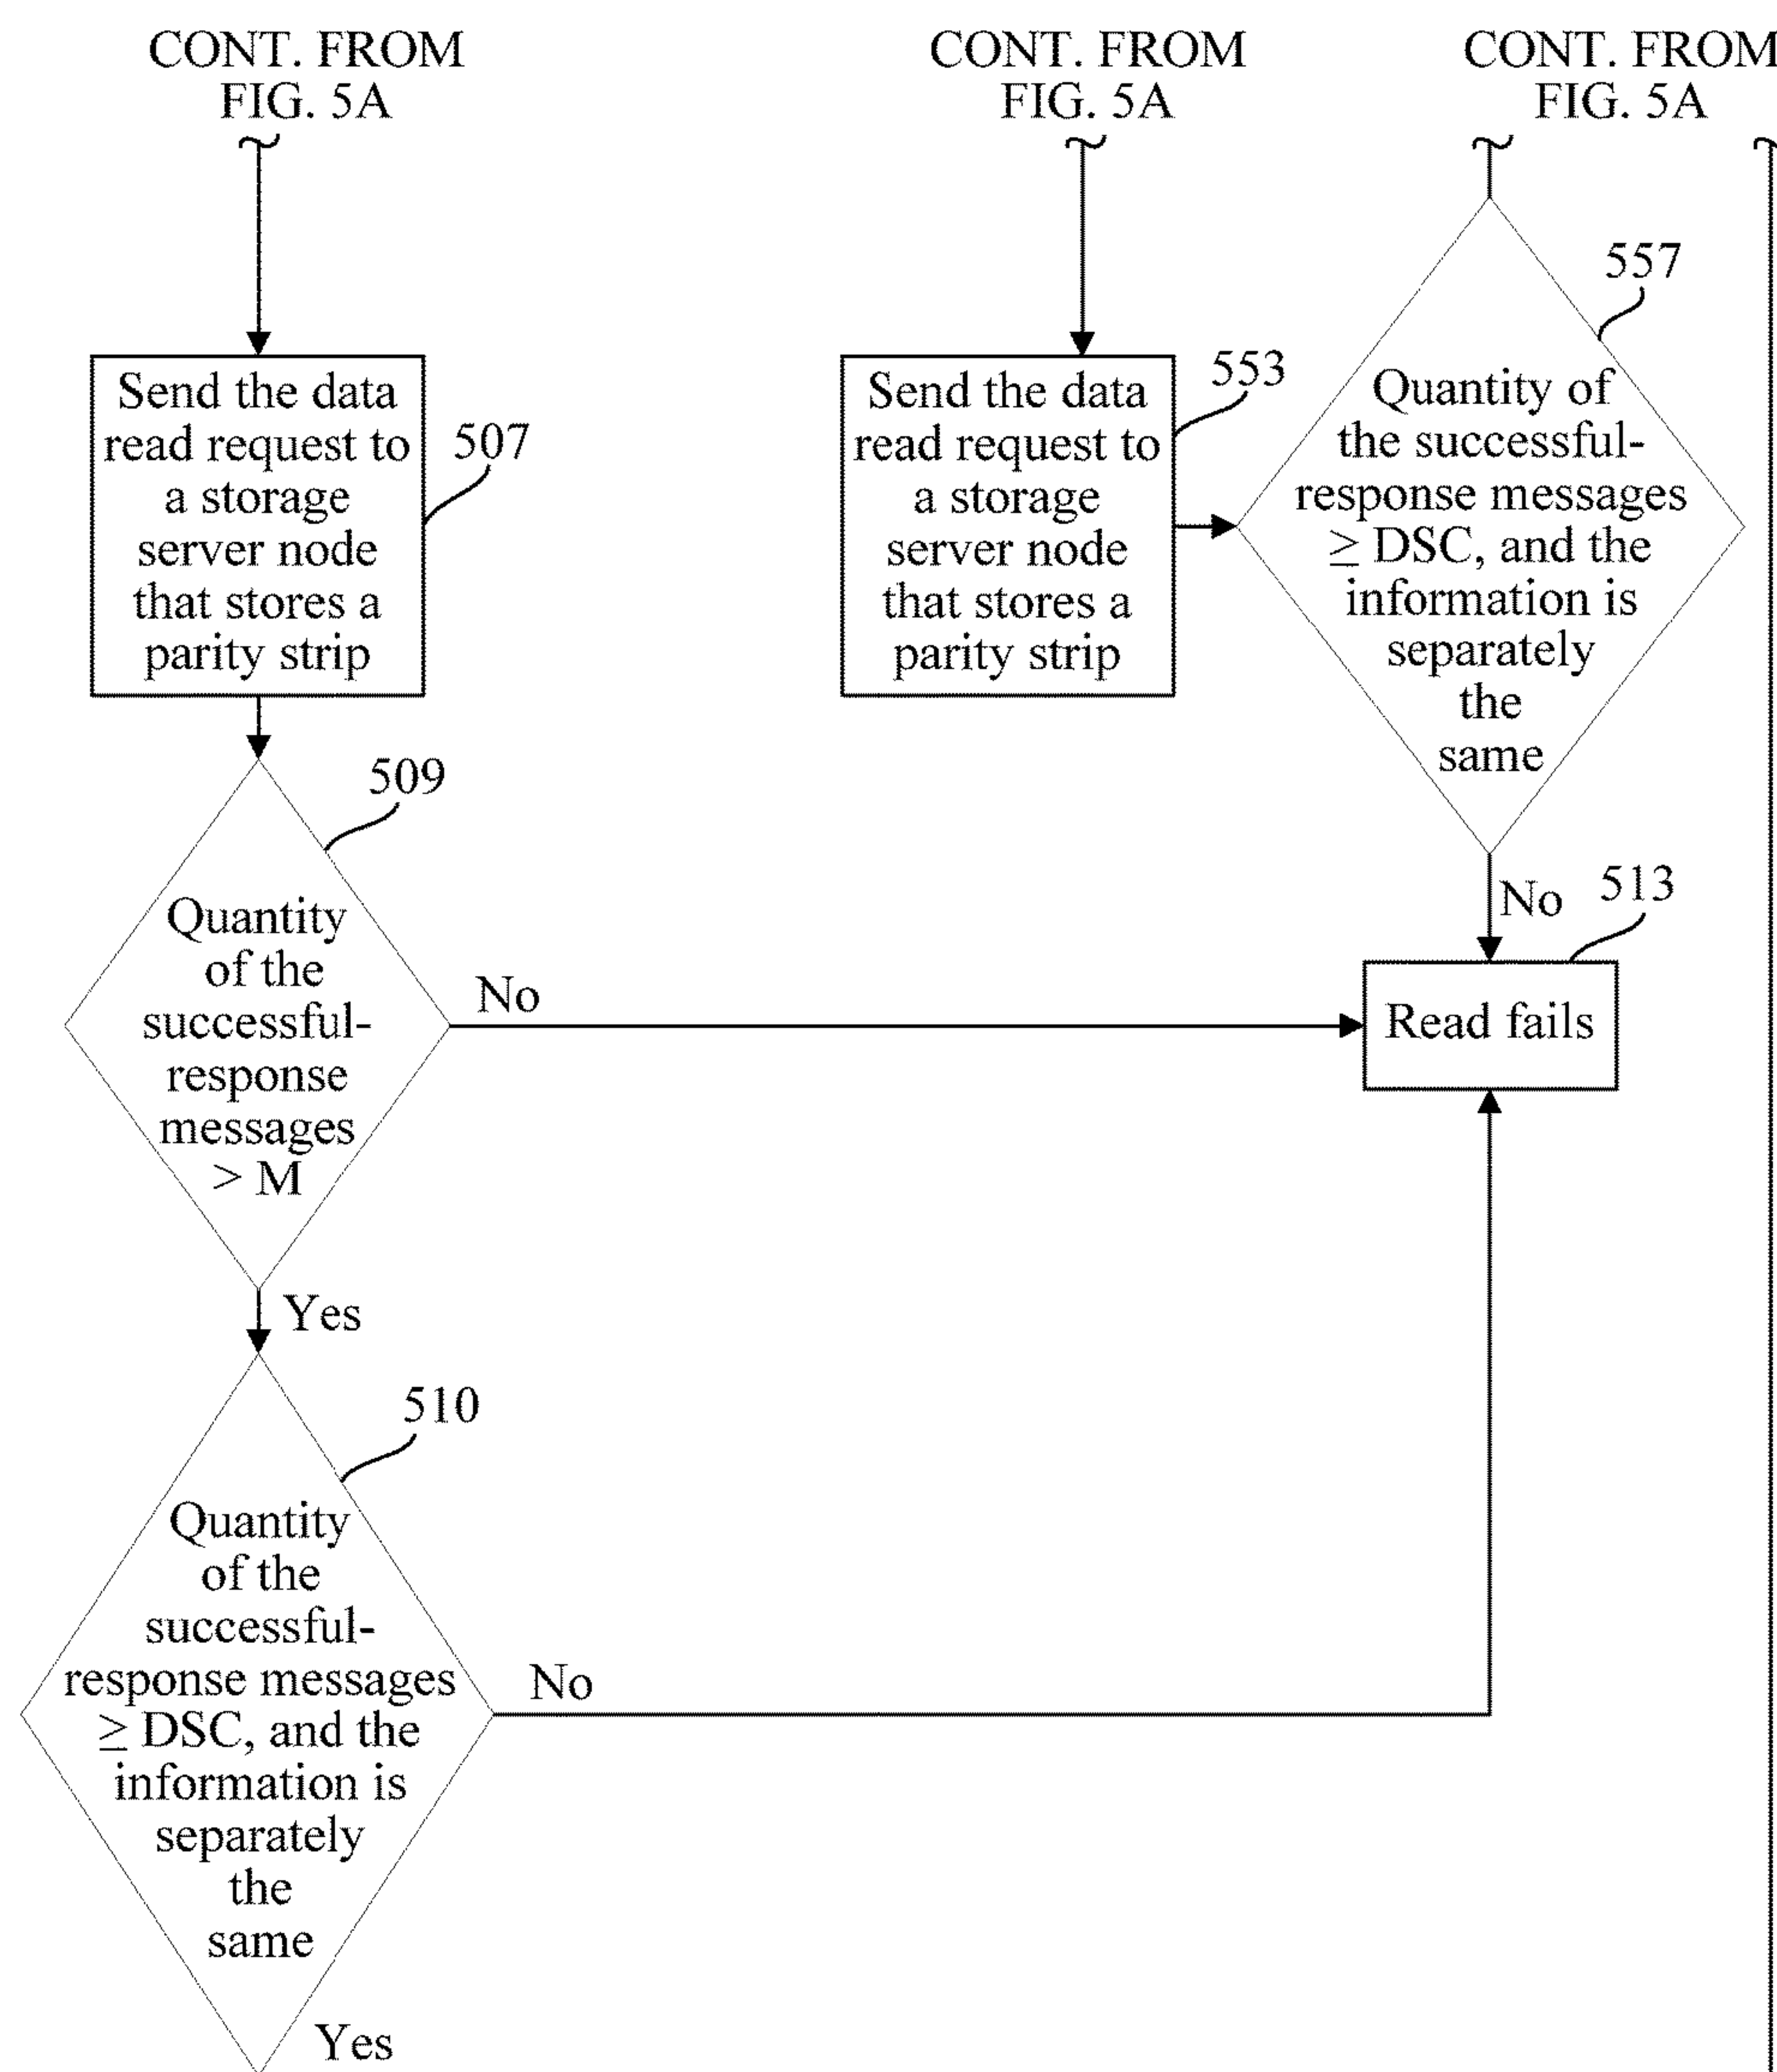 CONT. FROM
FIG. 5A
CONT. FROM
FIG. 5A
CONT. FROM
FIG. 5A
Send the data
read request to
a storage
server node
that stores a
parity strip
507
Send the data
read request to
a storage
server node
that stores a
parity strip
553
557
Quantity of
the successful-
response messages
≥ DSC, and the
information is
separately
the
same
509
Quantity
of the
successful-
response
messages
> M
No
No
513
Read fails
Yes
510
Quantity
of the
successful-
response messages
≥ DSC, and the
information is
separately
the
same
No
Yes